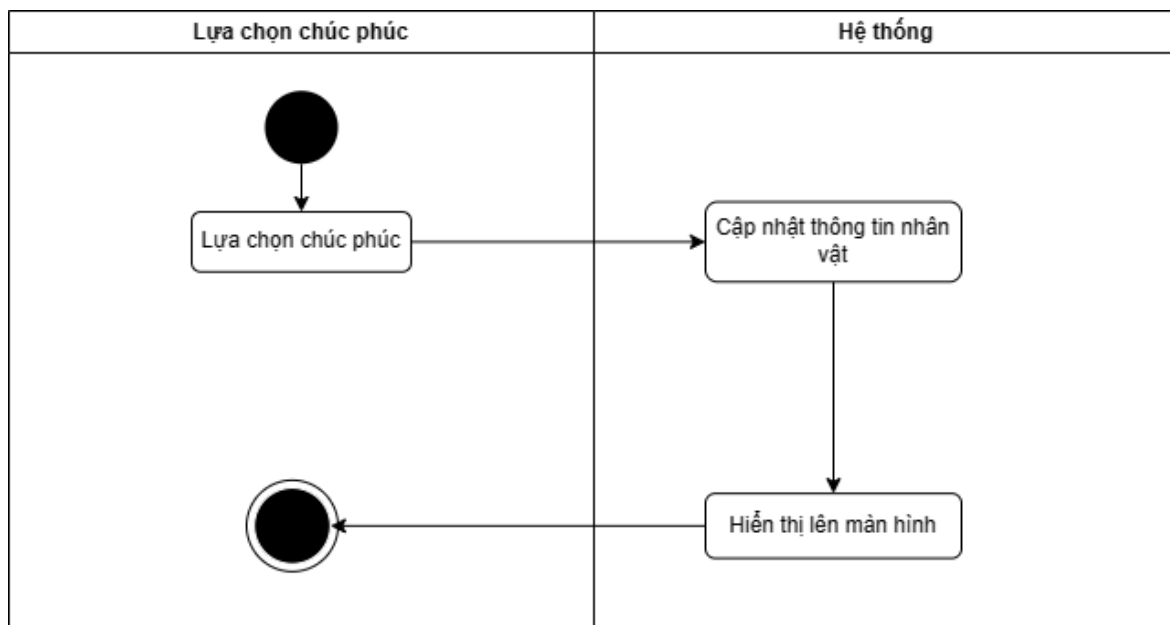 Lựa chọn chúc phúc
Hệ thống
Lựa chọn chúc phúc
Cập nhật thông tin nhân
vật
Hiển thị lên màn hình